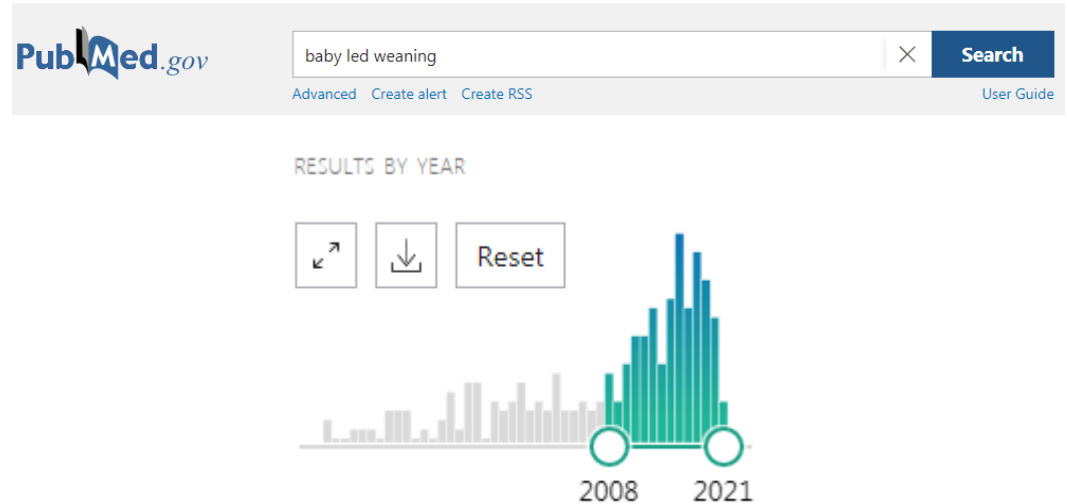 PubMed.gov
baby led weaning
Search
Advanced Create alert Create RSS
User Guide
RESULTS BY YEAR
Reset
2008 2021